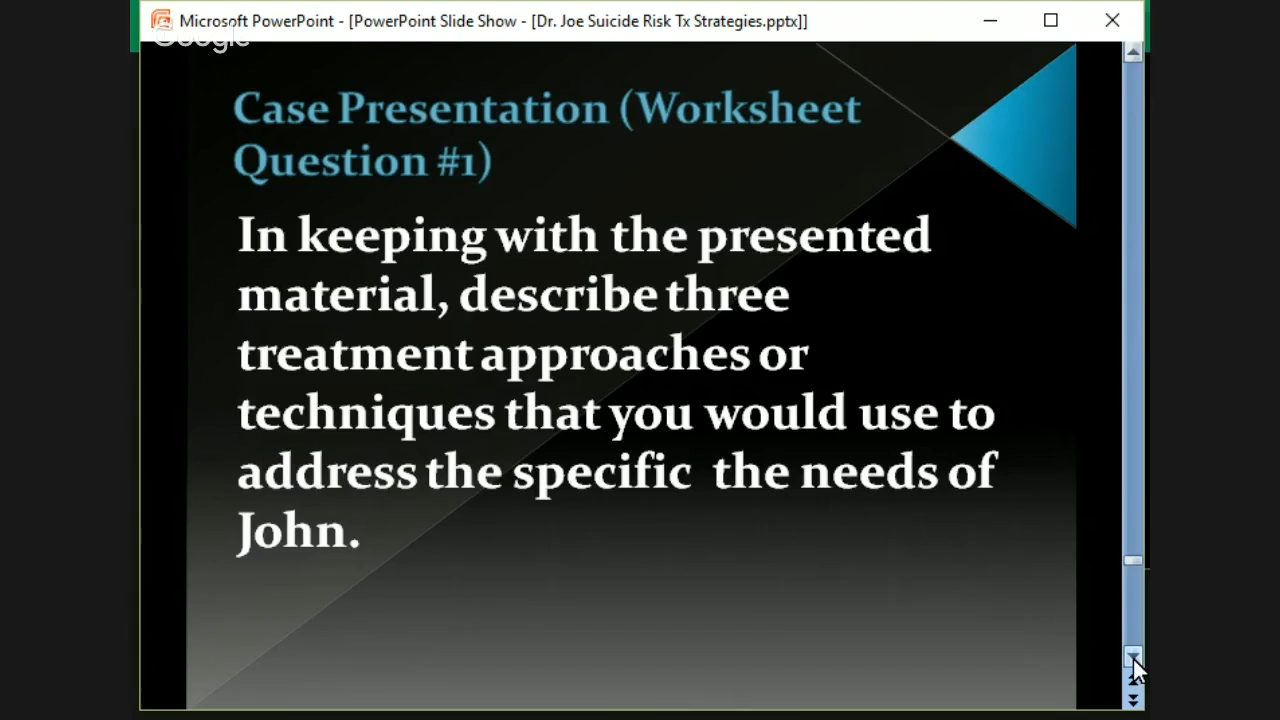 Microsoft PowerPoint - [PowerPoint Slide Show - [Dr. Joe Suicide Risk Tx Strategies.pptx]]
Google
Case Presentation (Worksheet
Question #1)
In keeping with the presented
material, describe three
treatment approaches or
techniques that you would use to
address the specific the needs of
John.